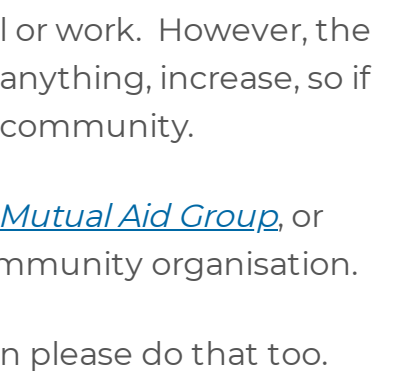 l or work. However, the
anything, increase, so if
community.
Mutual Aid Group, or
mmunity organisation.
n please do that too.